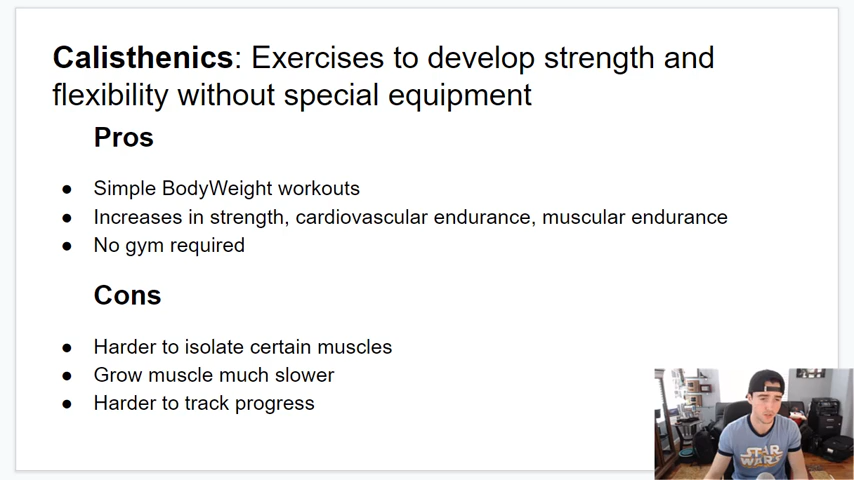 Calisthenics: Exercises to develop strength and
flexibility without special equipment
Pros
● Simple BodyWeight workouts
● Increases in strength, cardiovascular endurance, muscular endurance
● No gym required
Cons
● Harder to isolate certain muscles
● Grow muscle much slower
● Harder to track progress
STAR
WARS